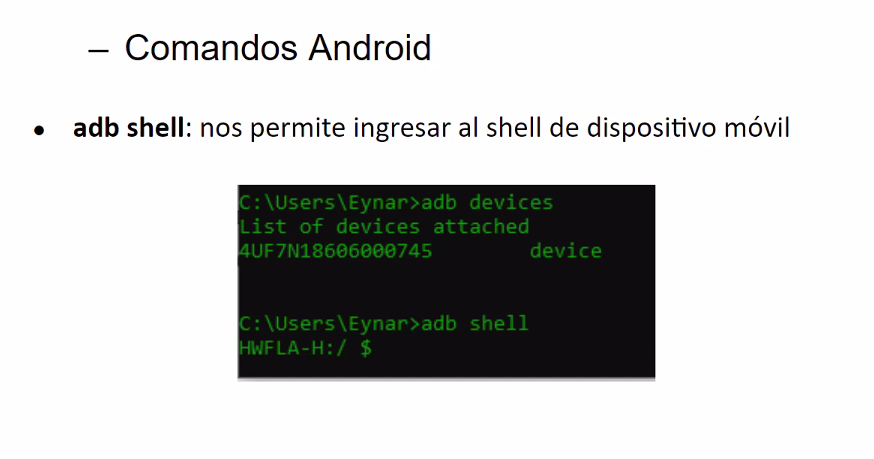 – Comandos Android
• adb shell: nos permite ingresar al shell de dispositivo móvil
C:\Users\Eynar>adb devices
List of devices attached
4UF7N18606000745        device
C:\Users\Eynar>adb shell
HWFLA-H:/ $